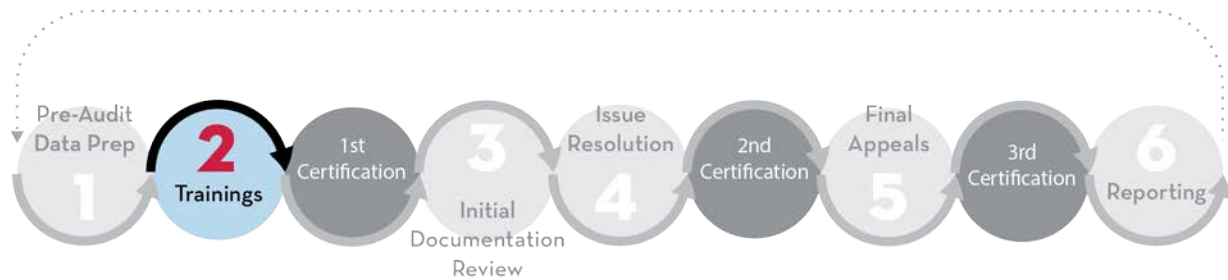 Pre-Audit
Data Prep
1
2
Trainings
1st
Certification
3
Initial
Documentation
Review
Issue
Resolution
4
2nd
Certification
Final
Appeals
5
3rd
Certification
6
Reporting